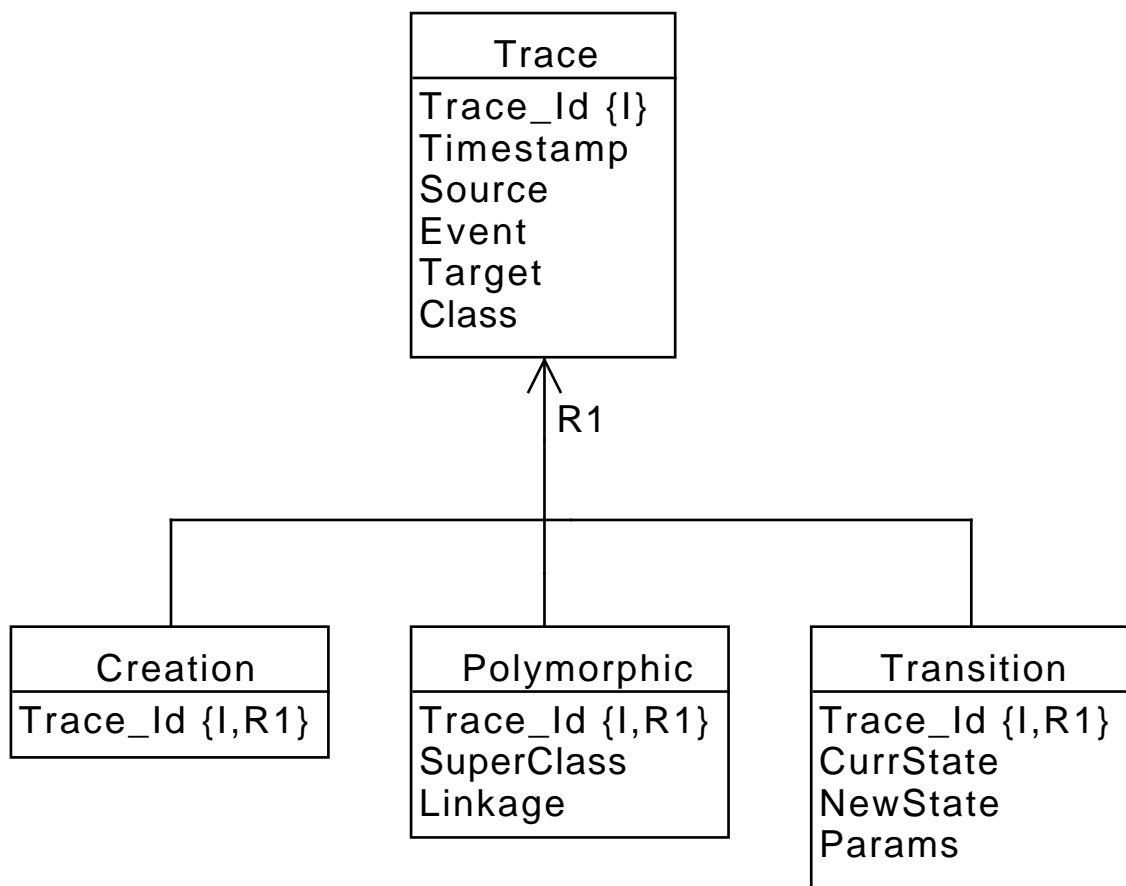 Trace
Trace_Id {I}
Timestamp
Source
Event
Target
Class
R1
Creation
Trace_Id {I,R1}
Polymorphic
Trace_Id {I,R1}
SuperClass
Linkage
Transition
Trace_Id {I,R1}
CurrState
NewState
Params